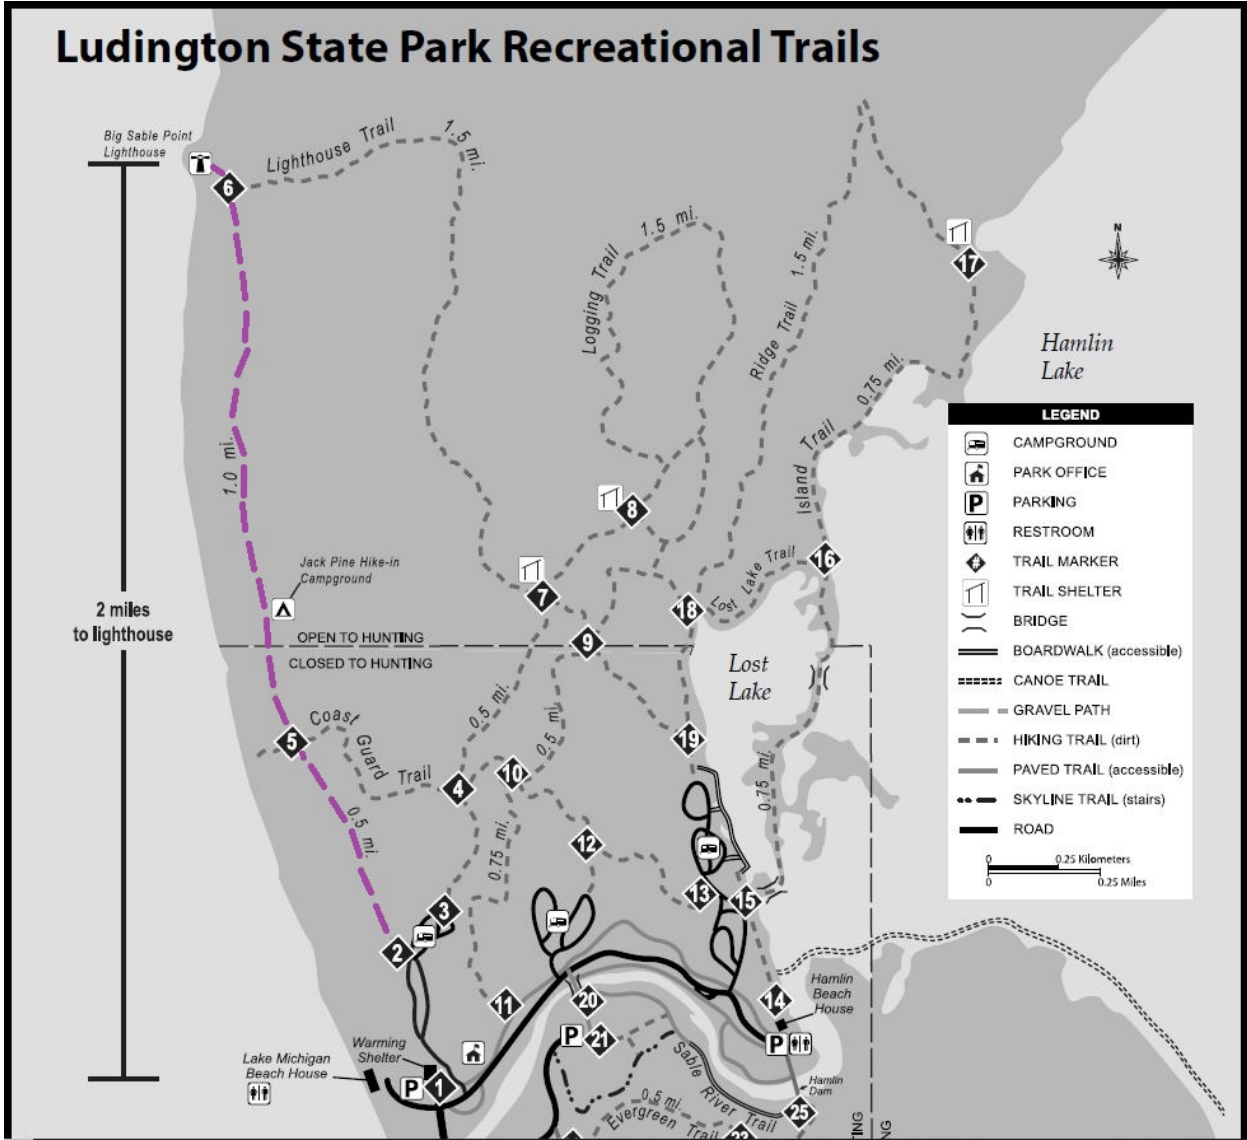 Ludington State Park Recreational Trails
Big Sable Point
Lighthouse
6
Lighthouse Trail
1.5 mi.
Logging Trail
1.5 mi.
Ridge Trail
1.5 mi.
17
N
Hamlin
Lake
0.75 mi.
Island Trail
1.0 mi.
8
Jack Pine Hike-in
Campground
7
Lost Lake Trail
16
18
2 miles
to lighthouse
OPEN TO HUNTING
CLOSED TO HUNTING
9
Lost
Lake
0.5 mi.
0.5 mi.
Coast
Guard
Trail
5
4
10
19
0.75 mi.
0.5 mi.
0.75 mi.
12
3
13
15
2
11
20
14
Hamlin
Beach
House
21
P
P
Warming
Shelter
Lake Michigan
Beach House
P
1
Sable River Trail
Hamlin
Dam
25
0.5 mi.
Evergreen Trail
LEGEND
CAMPGROUND
PARK OFFICE
P PARKING
RESTROOM
# TRAIL MARKER
TRAIL SHELTER
BRIDGE
BOARDWALK (accessible)
CANOE TRAIL
GRAVEL PATH
HIKING TRAIL (dirt)
PAVED TRAIL (accessible)
SKYLINE TRAIL (stairs)
ROAD
0 0.25 Kilometers
0 0.25 Miles